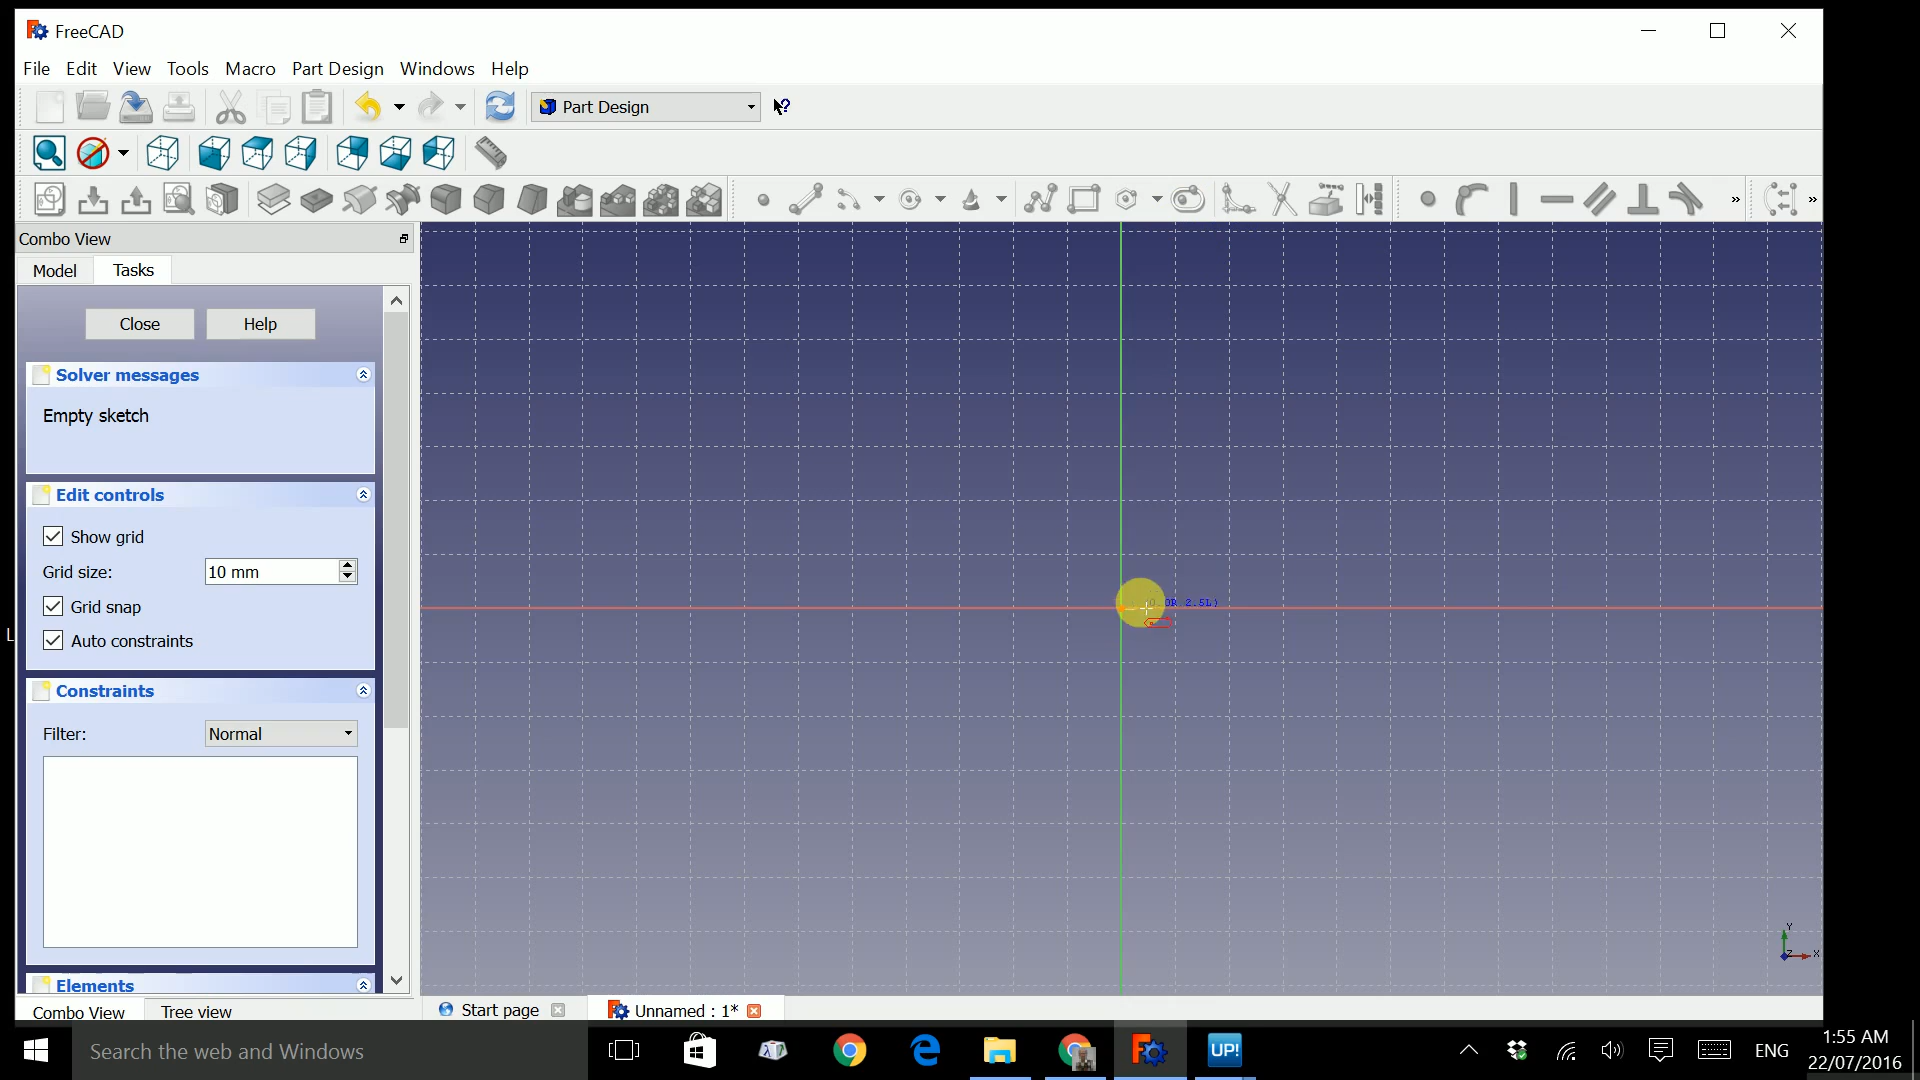 FreeCAD
File Edit View Tools Macro Part Design Windows Help
Part Design
Combo View
Model Tasks
Close Help
Solver messages
Empty sketch
Edit controls
Show grid
Grid size: 10 mm
Grid snap
Auto constraints
Constraints
Filter: Normal
Elements
Combo View Tree view
Start page Unnamed : 1*
Y
Z X
L
Search the web and Windows
UP!
ENG
1:55 AM
22/07/2016